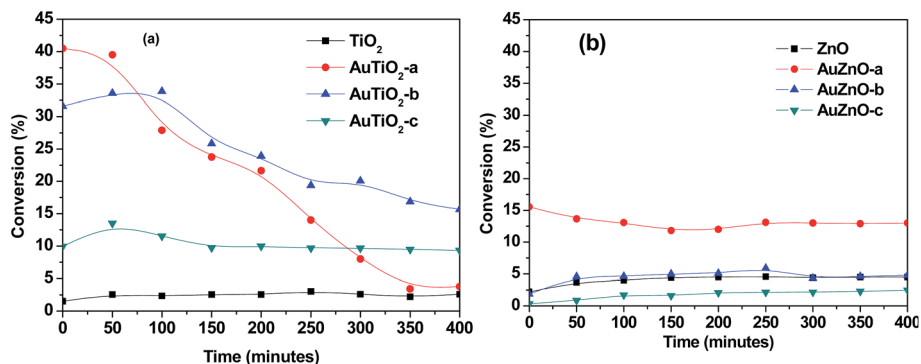 (a)
TiO₂
AuTiO₂-a
AuTiO₂-b
AuTiO₂-c
Conversion (%)
45
40
35
30
25
20
15
10
5
0
0 50 100 150 200 250 300 350 400
Time (minutes)
(b)
ZnO
AuZnO-a
AuZnO-b
AuZnO-c
Conversion (%)
45
40
35
30
25
20
15
10
5
0
0 50 100 150 200 250 300 350 400
Time (minutes)